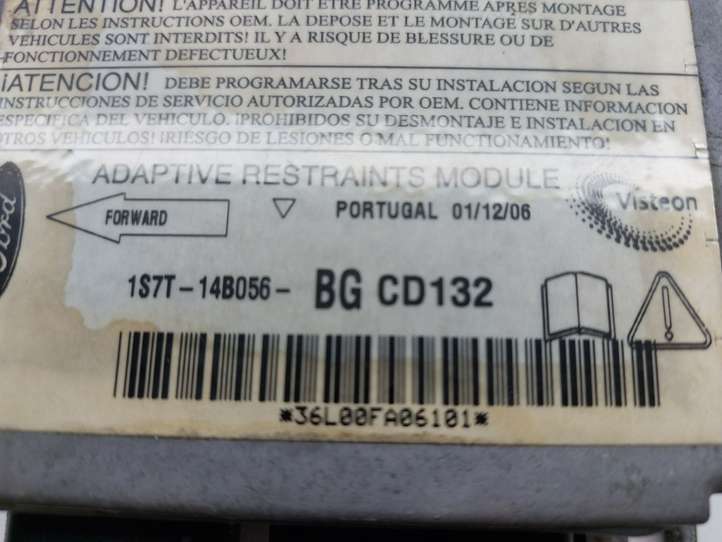 ATTENTION! L'APPAREIL DOIT ETRE PROGRAMME APRES MONTAGE
SELON LES INSTRUCTIONS OEM. LA DEPOSE ET LE MONTAGE SUR D'AUTRES
VEHICULES SONT INTERDITS! IL Y A RISQUE DE BLESSURE OU DE
FONCTIONNEMENT DEFECTUEUX!
¡ATENCION! DEBE PROGRAMARSE TRAS SU INSTALACION SEGUN LAS
INSTRUCCIONES DE SERVICIO AUTORIZADAS POR OEM. CONTIENE INFORMACION
ESPECIFICA DEL VEHICULO. ¡PROHIBIDOS SU DESMONTAJE E INSTALACION EN
OTROS VEHICULOS! ¡RIESGO DE LESIONES O MAL FUNCIONAMIENTO!
ADAPTIVE RESTRAINTS MODULE
Ford
FORWARD
PORTUGAL 01/12/06
Visteon
1S7T-14B056- BG CD132
*36L00FA06101*